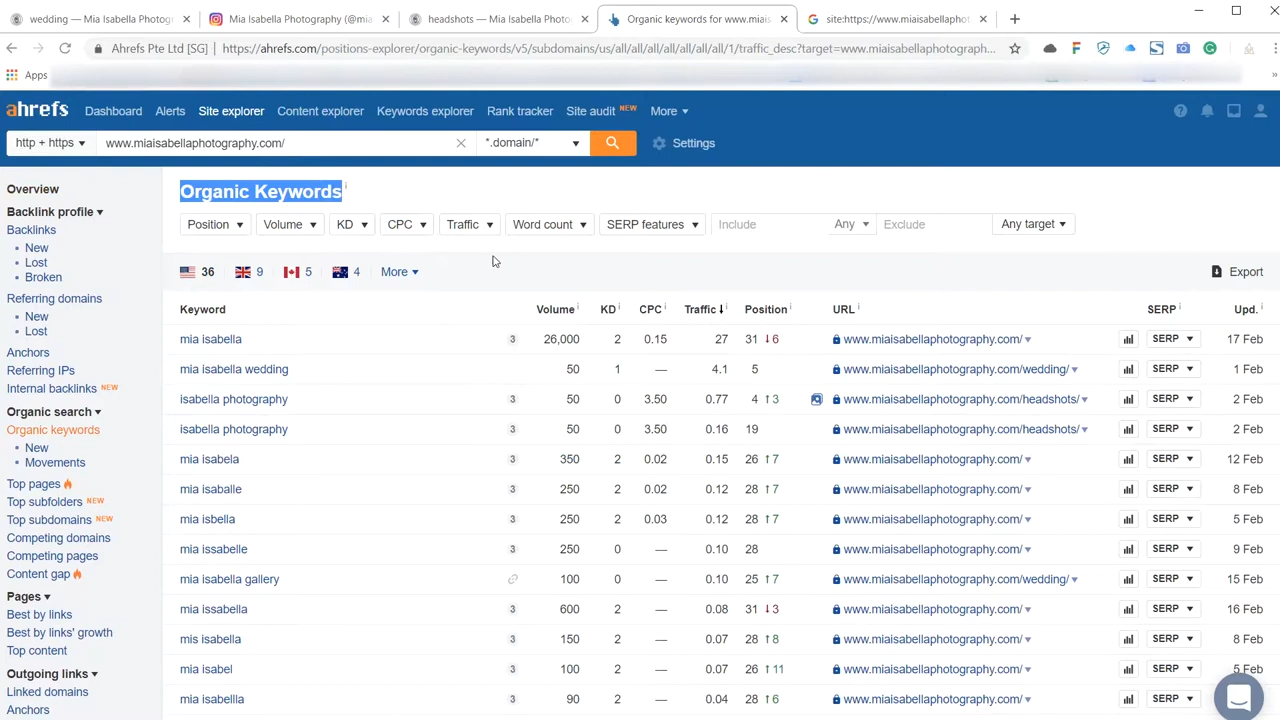 wedding — Mia Isabella Photogr
Mia Isabella Photography (@mia
headshots — Mia Isabella Photo
Organic keywords for www.miais
site:https://www.miaisabellaphot
Ahrefs Pte Ltd [SG] | https://ahrefs.com/positions-explorer/organic-keywords/v5/subdomains/us/all/all/all/all/all/all/all/1/traffic_desc?target=www.miaisabellaphotograph...
Apps
ahrefs Dashboard Alerts Site explorer Content explorer Keywords explorer Rank tracker Site audit NEW More
http + https www.miaisabellaphotography.com/ *.domain/* Settings
Overview
Backlink profile
Backlinks
New
Lost
Broken
Referring domains
New
Lost
Anchors
Referring IPs
Internal backlinks NEW
Organic search
Organic keywords
New
Movements
Top pages
Top subfolders NEW
Top subdomains NEW
Competing domains
Competing pages
Content gap
Pages
Best by links
Best by links' growth
Top content
Outgoing links
Linked domains
Anchors
Organic Keywords i
Position Volume KD CPC Traffic Word count SERP features Include Any Exclude Any target
36 9 5 4 More Export
Keyword Volume i KD i CPC i Traffic i Position i URL i SERP i Upd. i
mia isabella 3 26,000 2 0.15 27 31 ↓6 www.miaisabellaphotography.com/ SERP 17 Feb
mia isabella wedding 50 1 — 4.1 5 www.miaisabellaphotography.com/wedding/ SERP 1 Feb
isabella photography 3 50 0 3.50 0.77 4 ↑3 www.miaisabellaphotography.com/headshots/ SERP 2 Feb
isabella photography 3 50 0 3.50 0.16 19 www.miaisabellaphotography.com/headshots/ SERP 2 Feb
mia isabela 3 350 2 0.02 0.15 26 ↑7 www.miaisabellaphotography.com/ SERP 12 Feb
mia isaballe 3 250 2 0.02 0.12 28 ↑7 www.miaisabellaphotography.com/ SERP 8 Feb
mia isbella 3 250 2 0.03 0.12 28 ↑7 www.miaisabellaphotography.com/ SERP 5 Feb
mia issabelle 3 250 0 — 0.10 28 www.miaisabellaphotography.com/ SERP 9 Feb
mia isabella gallery 100 0 — 0.10 25 ↑7 www.miaisabellaphotography.com/wedding/ SERP 15 Feb
mia issabella 3 600 2 — 0.08 31 ↓3 www.miaisabellaphotography.com/ SERP 16 Feb
mis isabella 3 150 2 — 0.07 28 ↑8 www.miaisabellaphotography.com/ SERP 8 Feb
mia isabel 3 100 2 — 0.07 26 ↑11 www.miaisabellaphotography.com/ SERP 5 Feb
mia isabellla 3 90 2 — 0.04 28 ↑6 www.miaisabellaphotography.com/ SERP